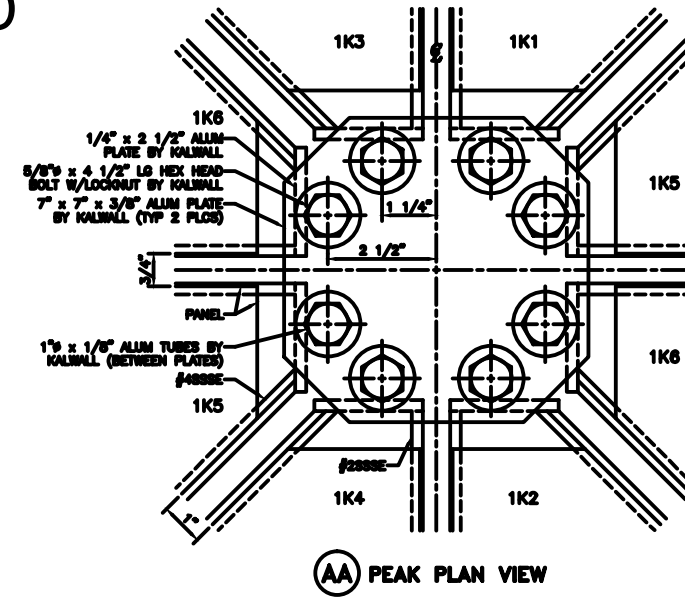 1K3
1K1
℄
1K6
1/4" x 2 1/2" ALUM
PLATE BY KALWALL
5/8"ø x 4 1/2" LG HEX HEAD
BOLT W/LOCKNUT BY KALWALL
7" x 7" x 3/8" ALUM PLATE
BY KALWALL (TYP 2 PLCS)
1K5
1 1/4"
2 1/2"
3/4"
PANEL
1"ø x 1/8" ALUM TUBES BY
KALWALL (BETWEEN PLATES)
1K6
#48SSE
1K5
#28SSE
1K4
1K2
1"
AA PEAK PLAN VIEW